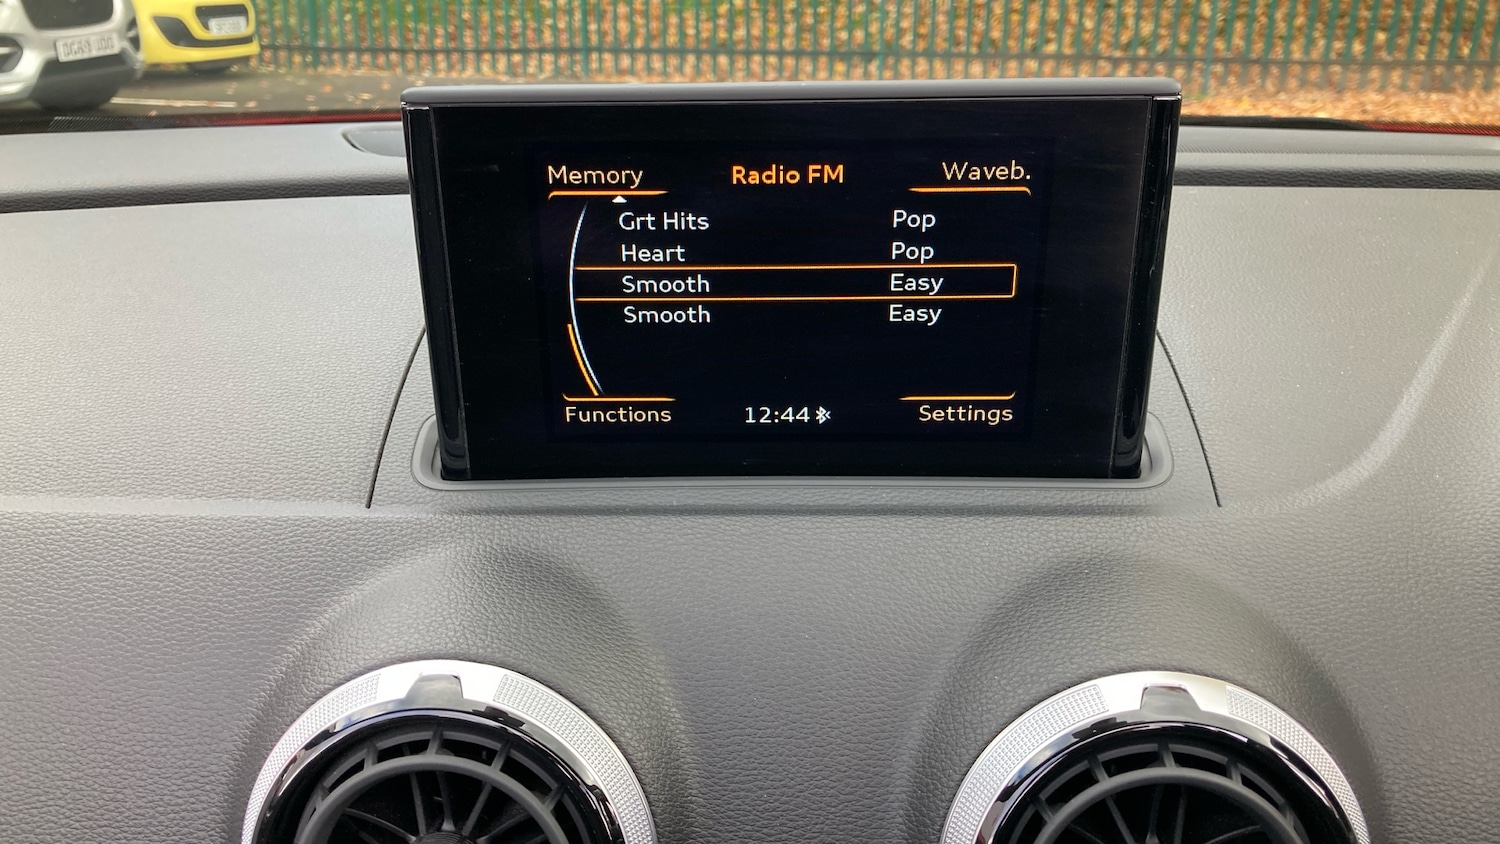 Memory Radio FM Waveb.
Grt Hits Pop
Heart Pop
Smooth Easy
Smooth Easy
Functions 12:44 Settings